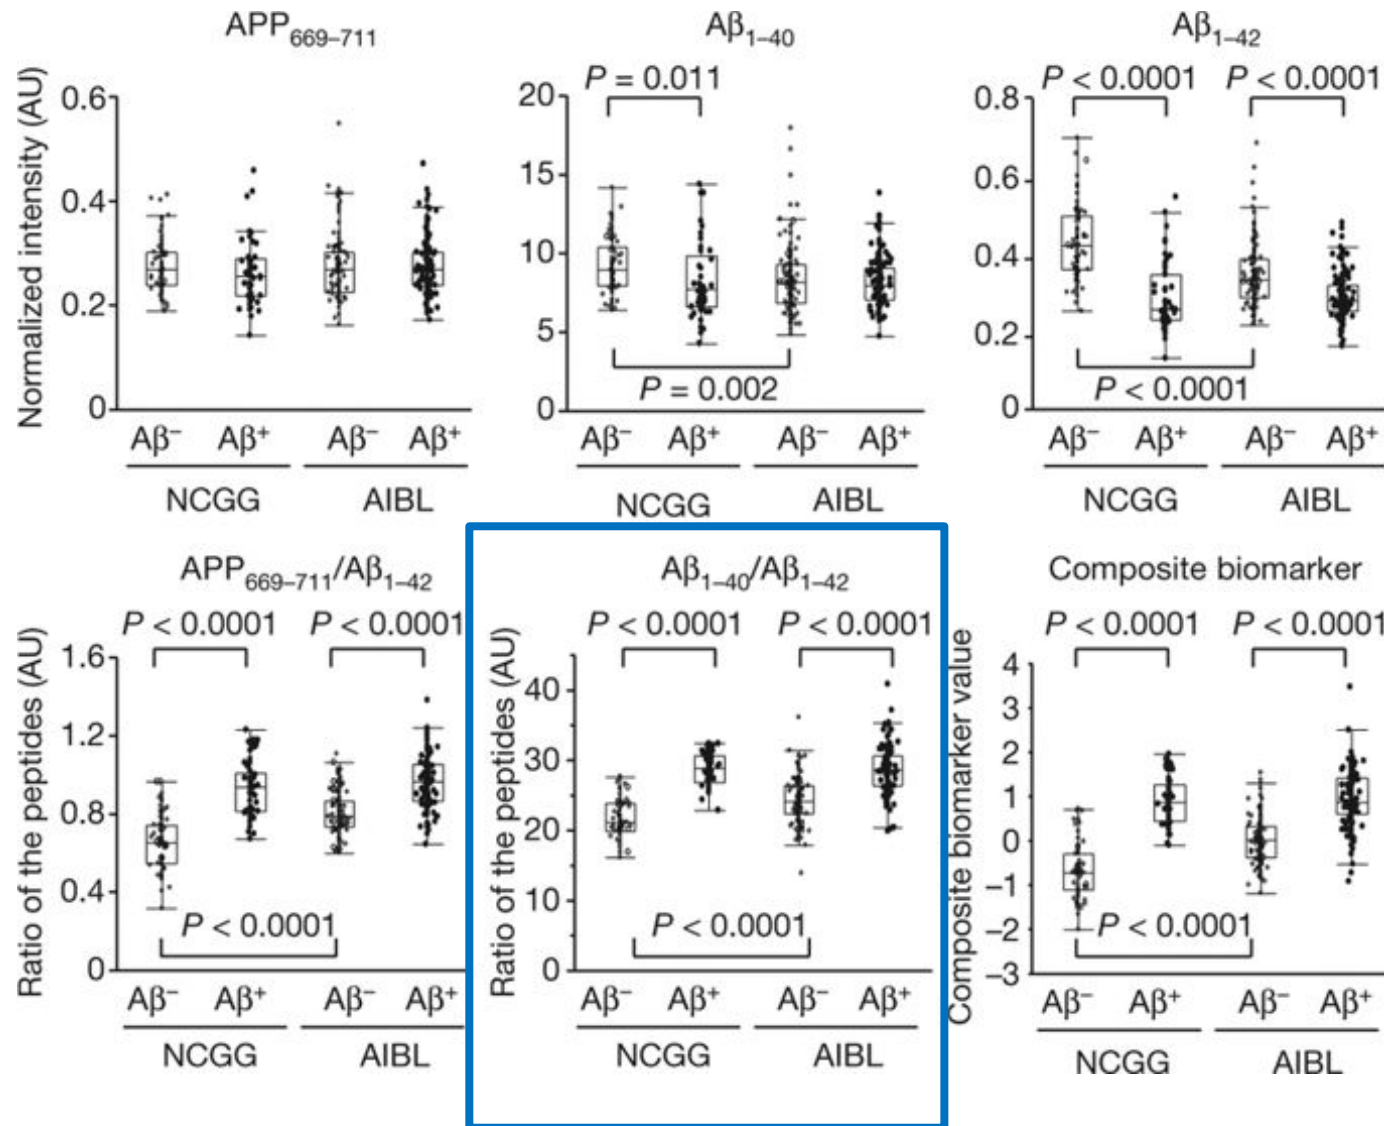 APP669–711
Normalized intensity (AU)
0.6
0.4
0.2
0
Aβ– Aβ+ Aβ– Aβ+
NCGG AIBL
Aβ1–40
P = 0.011
20
15
10
5
0
P = 0.002
Aβ– Aβ+ Aβ– Aβ+
NCGG AIBL
Aβ1–42
P < 0.0001 P < 0.0001
0.8
0.6
0.4
0.2
0
P < 0.0001
Aβ– Aβ+ Aβ– Aβ+
NCGG AIBL
APP669–711/Aβ1–42
P < 0.0001 P < 0.0001
Ratio of the peptides (AU)
1.6
1.2
0.8
0.4
0
P < 0.0001
Aβ– Aβ+ Aβ– Aβ+
NCGG AIBL
Aβ1–40/Aβ1–42
P < 0.0001 P < 0.0001
Ratio of the peptides (AU)
40
30
20
10
0
P < 0.0001
Aβ– Aβ+ Aβ– Aβ+
NCGG AIBL
Composite biomarker
P < 0.0001 P < 0.0001
Composite biomarker value
4
3
2
1
0
–1
–2
–3
P < 0.0001
Aβ– Aβ+ Aβ– Aβ+
NCGG AIBL